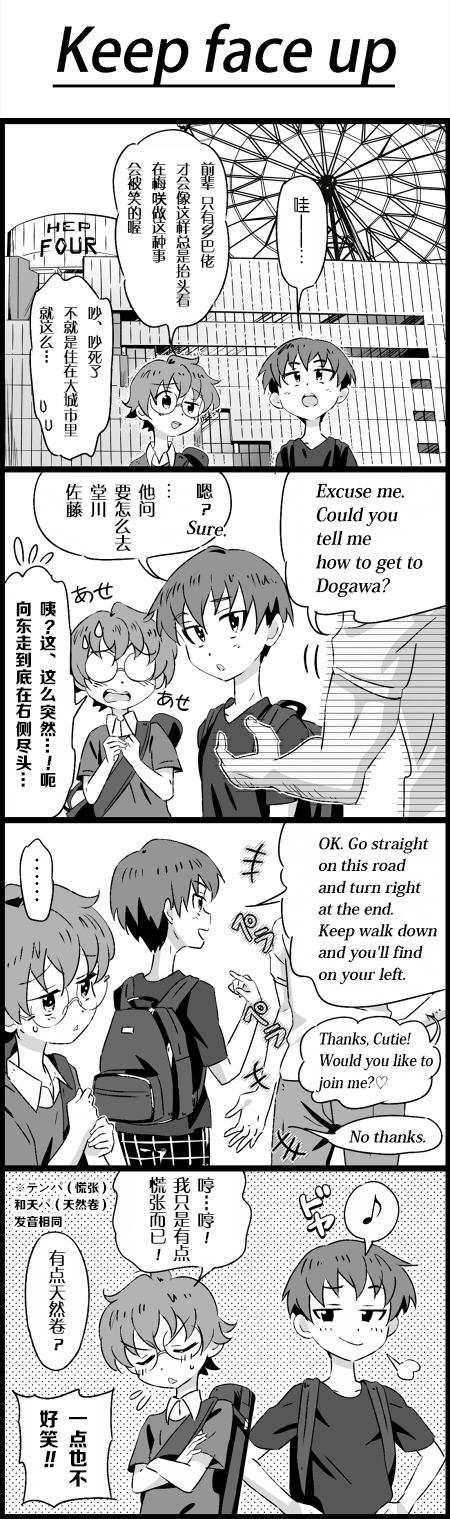 Keep face up
哇——…
前辈 只有乡巴佬
才会像这样总是抬头看
在梅咲做这种事
会被笑的喔
HEP
FOUR
吵、吵死了
不就是住在大城市里
就这么…
Excuse me.
Could you
tell me
how to get to
Dogawa?
嗯？
Sure.
…
他问
要怎么去
堂川
佐藤
あせ
あせ
咦？这、这么突然…！呃
向东走到底在右侧尽头…
OK. Go straight
on this road
and turn right
at the end.
Keep walk down
and you'll find
on your left.
……
ペラ
ペラ
Thanks, Cutie!
Would you like to
join me?♡
No thanks.
♪
ドヤ
哼…哼！
我只是有点
慌张而已！
※テンパ（慌张）
和天パ（天然卷）
发音相同
有点天然卷？
一点也不
好笑!!